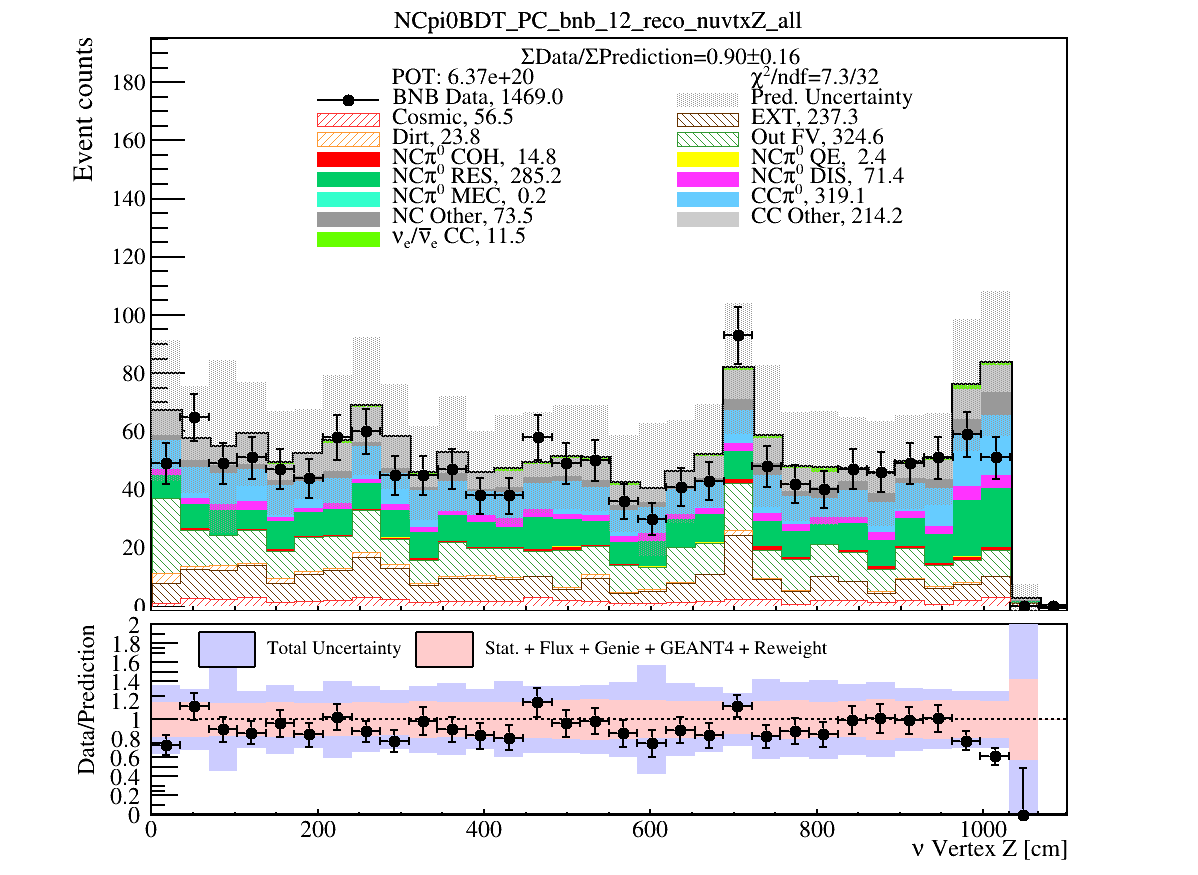 NCpi0BDT_PC_bnb_12_reco_nuvtxZ_all
ΣData/ΣPrediction=0.90±0.16
POT: 6.37e+20
χ²/ndf=7.3/32
BNB Data, 1469.0
Pred. Uncertainty
Cosmic, 56.5
EXT, 237.3
Dirt, 23.8
Out FV, 324.6
NCπ⁰ COH, 14.8
NCπ⁰ QE, 2.4
NCπ⁰ RES, 285.2
NCπ⁰ DIS, 71.4
NCπ⁰ MEC, 0.2
CCπ⁰, 319.1
NC Other, 73.5
CC Other, 214.2
νₑ/ν̅ₑ CC, 11.5
Event counts
180
160
140
120
100
80
60
40
20
0
Data/Prediction
Total Uncertainty
Stat. + Flux + Genie + GEANT4 + Reweight
2
1.8
1.6
1.4
1.2
1
0.8
0.6
0.4
0.2
0
0 200 400 600 800 1000
ν Vertex Z [cm]